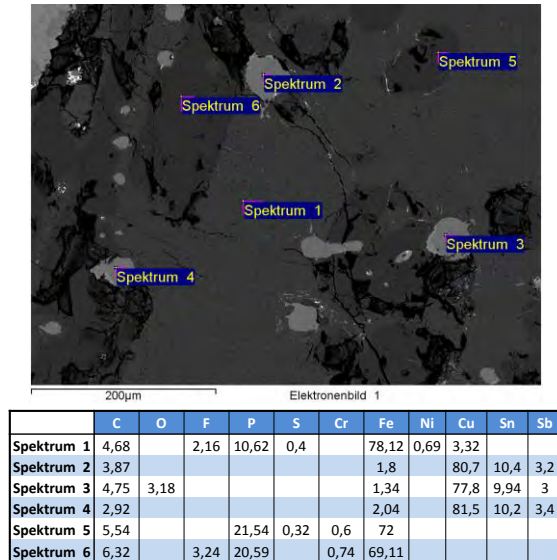 Spektrum 5
Spektrum 2
Spektrum 6
Spektrum 1
Spektrum 3
Spektrum 4
200µm Elektronenbild 1
C O F P S Cr Fe Ni Cu Sn Sb
Spektrum 1 4,68 2,16 10,62 0,4 78,12 0,69 3,32
Spektrum 2 3,87 1,8 80,7 10,4 3,2
Spektrum 3 4,75 3,18 1,34 77,8 9,94 3
Spektrum 4 2,92 2,04 81,5 10,2 3,4
Spektrum 5 5,54 21,54 0,32 0,6 72
Spektrum 6 6,32 3,24 20,59 0,74 69,11